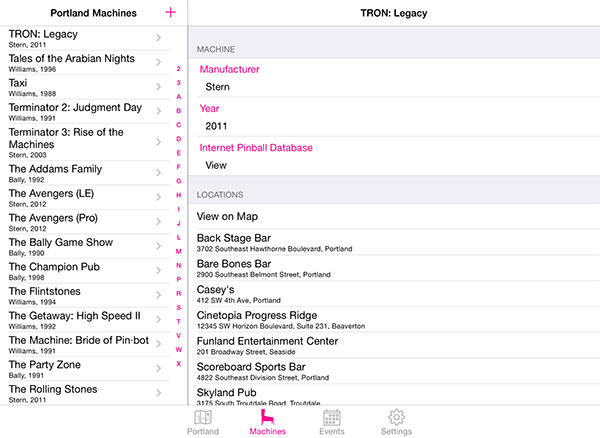 Portland Machines
+
TRON: Legacy
Stern, 2011
Tales of the Arabian Nights
Williams, 1996
Taxi
Williams, 1988
Terminator 2: Judgment Day
Williams, 1991
Terminator 3: Rise of the
Machines
Stern, 2003
The Addams Family
Bally, 1992
The Avengers (LE)
Stern, 2012
The Avengers (Pro)
Stern, 2012
The Bally Game Show
Bally, 1990
The Champion Pub
Bally, 1998
The Flintstones
Williams, 1994
The Getaway: High Speed II
Williams, 1992
The Machine: Bride of Pin·bot
Williams, 1991
The Party Zone
Bally, 1991
The Rolling Stones
Stern, 2011
2
3
A
B
C
D
E
F
G
H
I
J
L
M
N
P
R
S
T
V
W
X
TRON: Legacy
MACHINE
Manufacturer
Stern
Year
2011
Internet Pinball Database
View
LOCATIONS
View on Map
Back Stage Bar
3702 Southeast Hawthorne Boulevard, Portland
Bare Bones Bar
2900 Southeast Belmont Street, Portland
Casey's
412 SW 4th Ave, Portland
Cinetopia Progress Ridge
12345 SW Horizon Boulevard, Suite 231, Beaverton
Funland Entertainment Center
201 Broadway Street, Seaside
Scoreboard Sports Bar
4822 Southeast Division Street, Portland
Skyland Pub
3175 South Troutdale Road, Troutdale
Portland
Machines
Events
Settings